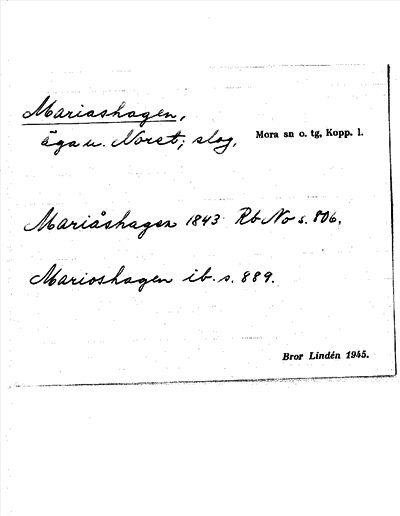 Mariashagen,
äga u. Noret; slog,
Mora sn o. tg, Kopp. l.
Mariåshagen 1843 Rb No s. 806,
Marioshagen ib. s. 889.
Bror Lindén 1945.